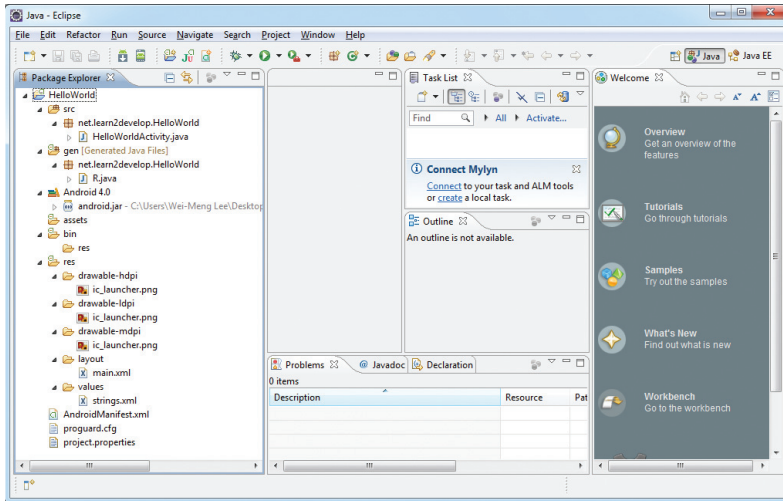 Java - Eclipse
File Edit Refactor Run Source Navigate Search Project Window Help
Java Java EE
Package Explorer
HelloWorld
src
net.learn2develop.HelloWorld
HelloWorldActivity.java
gen [Generated Java Files]
net.learn2develop.HelloWorld
R.java
Android 4.0
android.jar - C:\Users\Wei-Meng Lee\Desktop
assets
bin
res
res
drawable-hdpi
ic_launcher.png
drawable-ldpi
ic_launcher.png
drawable-mdpi
ic_launcher.png
layout
main.xml
values
strings.xml
AndroidManifest.xml
proguard.cfg
project.properties
Task List
Find All Activate...
Connect Mylyn
Connect to your task and ALM tools
or create a local task.
Outline
An outline is not available.
Problems Javadoc Declaration
0 items
Description Resource Pat
Welcome
Overview
Get an overview of the
features
Tutorials
Go through tutorials
Samples
Try out the samples
What's New
Find out what is new
Workbench
Go to the workbench